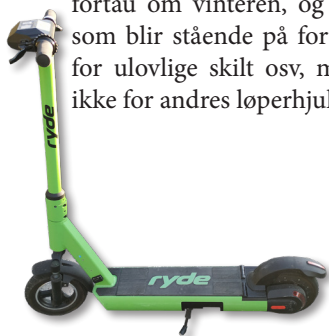 fortau om vinteren, og
som blir stående på for
for ulovlige skilt osv, m
ikke for andres løperhjul
ryde
ryde